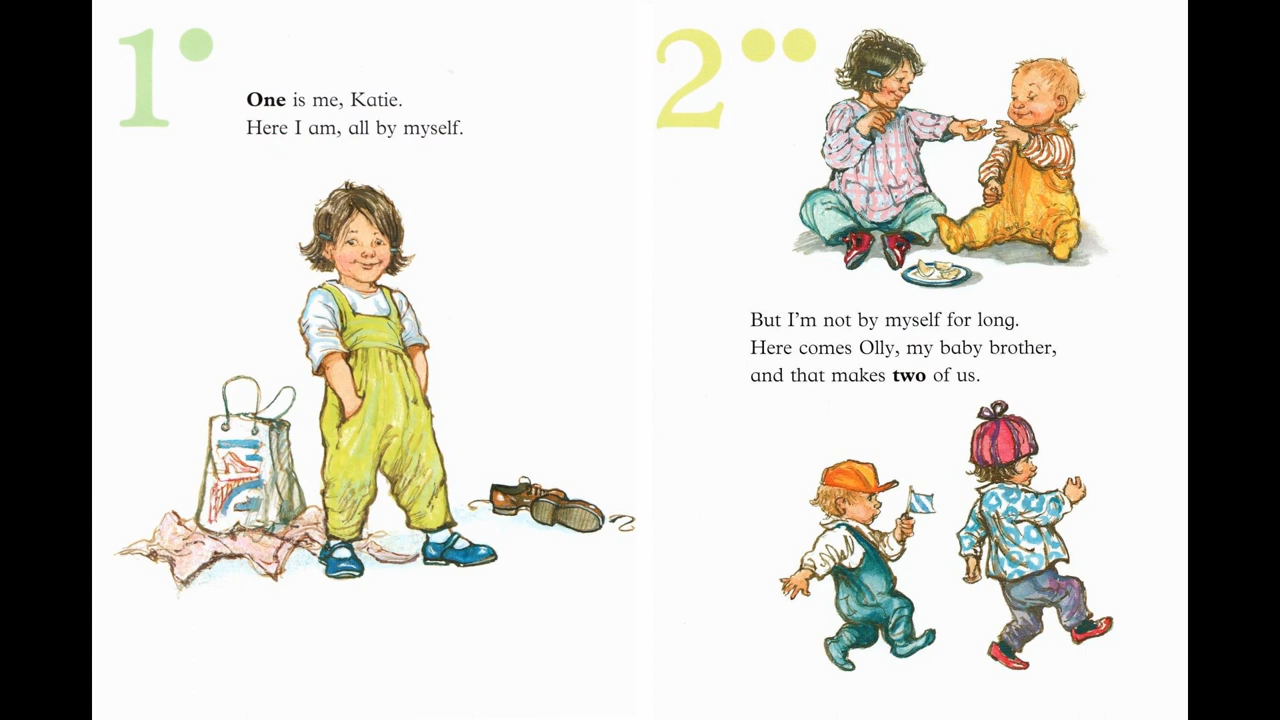 1
One is me, Katie.
Here I am, all by myself.
2
But I'm not by myself for long.
Here comes Olly, my baby brother,
and that makes two of us.